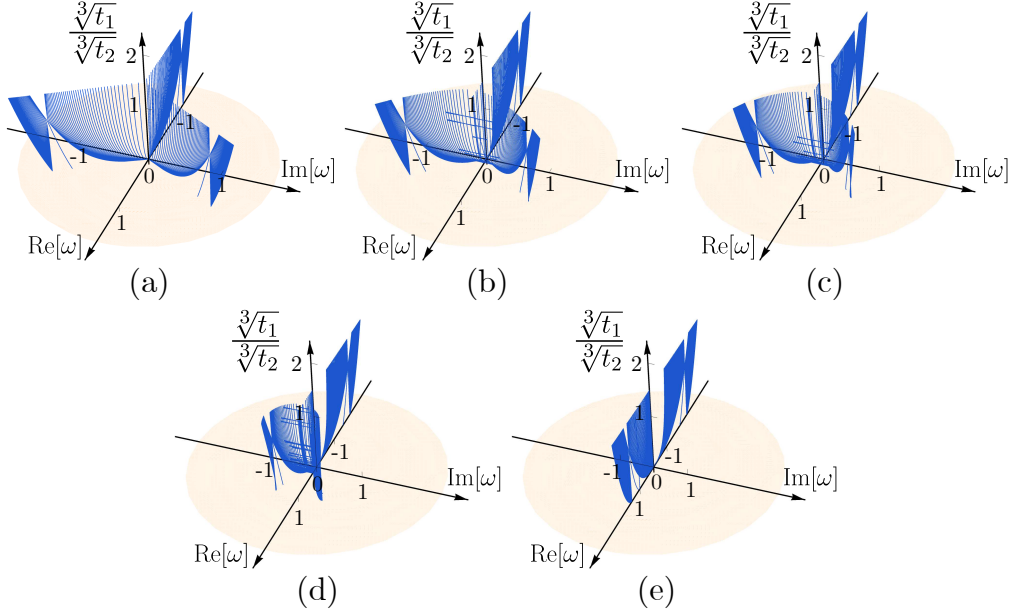 ∛t₁/∛t₂ ∛t₁/∛t₂ ∛t₁/∛t₂
2 2 2
1 1 1
-1 -1 -1
-1 -1 -1
0 1 Im[ω] 0 1 Im[ω] 0 1 Im[ω]
1 1 1
Re[ω] Re[ω] Re[ω]
(a) (b) (c)
∛t₁/∛t₂ ∛t₁/∛t₂
2 2
1 1
-1 -1
-1 -1
0 1 Im[ω] 0 1 Im[ω]
1 1
Re[ω] Re[ω]
(d) (e)